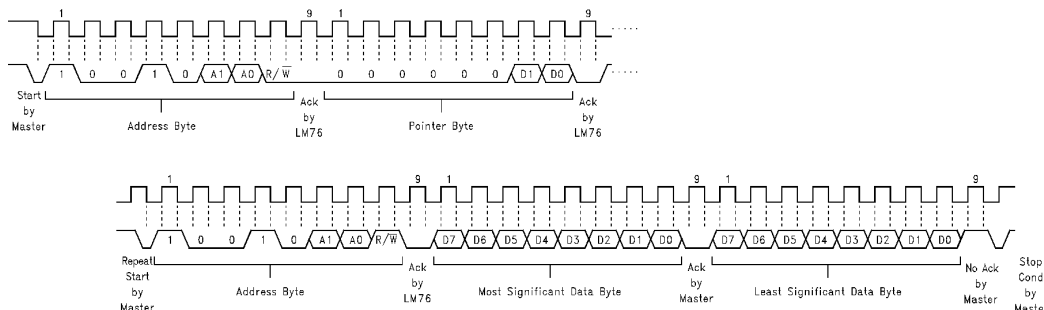 1 9 1 9
1 0 0 1 0 A1 A0 R/W 0 0 0 0 0 0 D1 D0
Start by Master
Address Byte
Ack by LM76
Pointer Byte
Ack by LM76
1 9 1 9 1 9
1 0 0 1 0 A1 A0 R/W D7 D6 D5 D4 D3 D2 D1 D0 D7 D6 D5 D4 D3 D2 D1 D0
Repeat Start by Master
Address Byte
Ack by LM76
Most Significant Data Byte
Ack by Master
Least Significant Data Byte
No Ack by Master
Stop Cond by